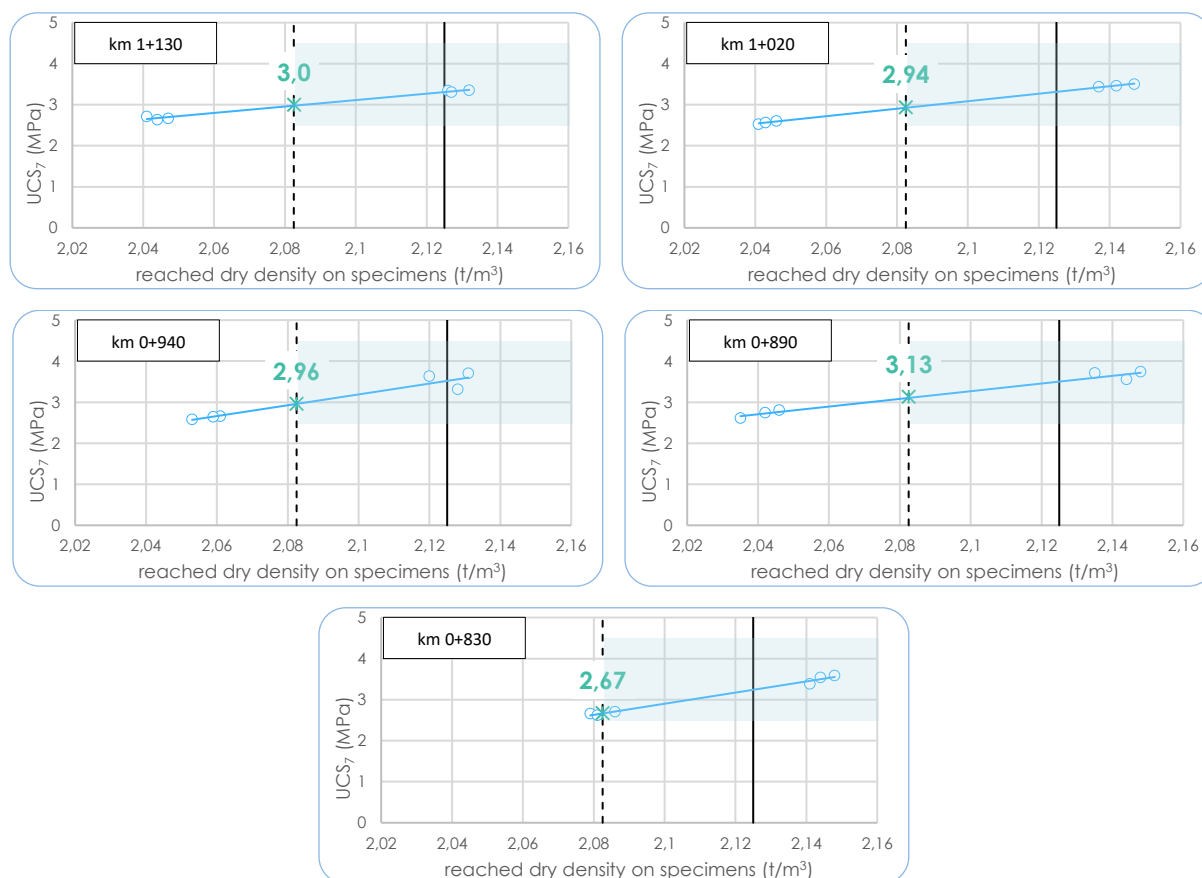 km 1+130
3,0
UCS7 (MPa)
5
4
3
2
1
0
2,02 2,04 2,06 2,08 2,1 2,12 2,14 2,16
reached dry density on specimens (t/m³)
km 1+020
2,94
UCS7 (MPa)
5
4
3
2
1
0
2,02 2,04 2,06 2,08 2,1 2,12 2,14 2,16
reached dry density on specimens (t/m³)
km 0+940
2,96
UCS7 (MPa)
5
4
3
2
1
0
2,02 2,04 2,06 2,08 2,1 2,12 2,14 2,16
reached dry density on specimens (t/m³)
km 0+890
3,13
UCS7 (MPa)
5
4
3
2
1
0
2,02 2,04 2,06 2,08 2,1 2,12 2,14 2,16
reached dry density on specimens (t/m³)
km 0+830
2,67
UCS7 (MPa)
5
4
3
2
1
0
2,02 2,04 2,06 2,08 2,1 2,12 2,14 2,16
reached dry density on specimens (t/m³)